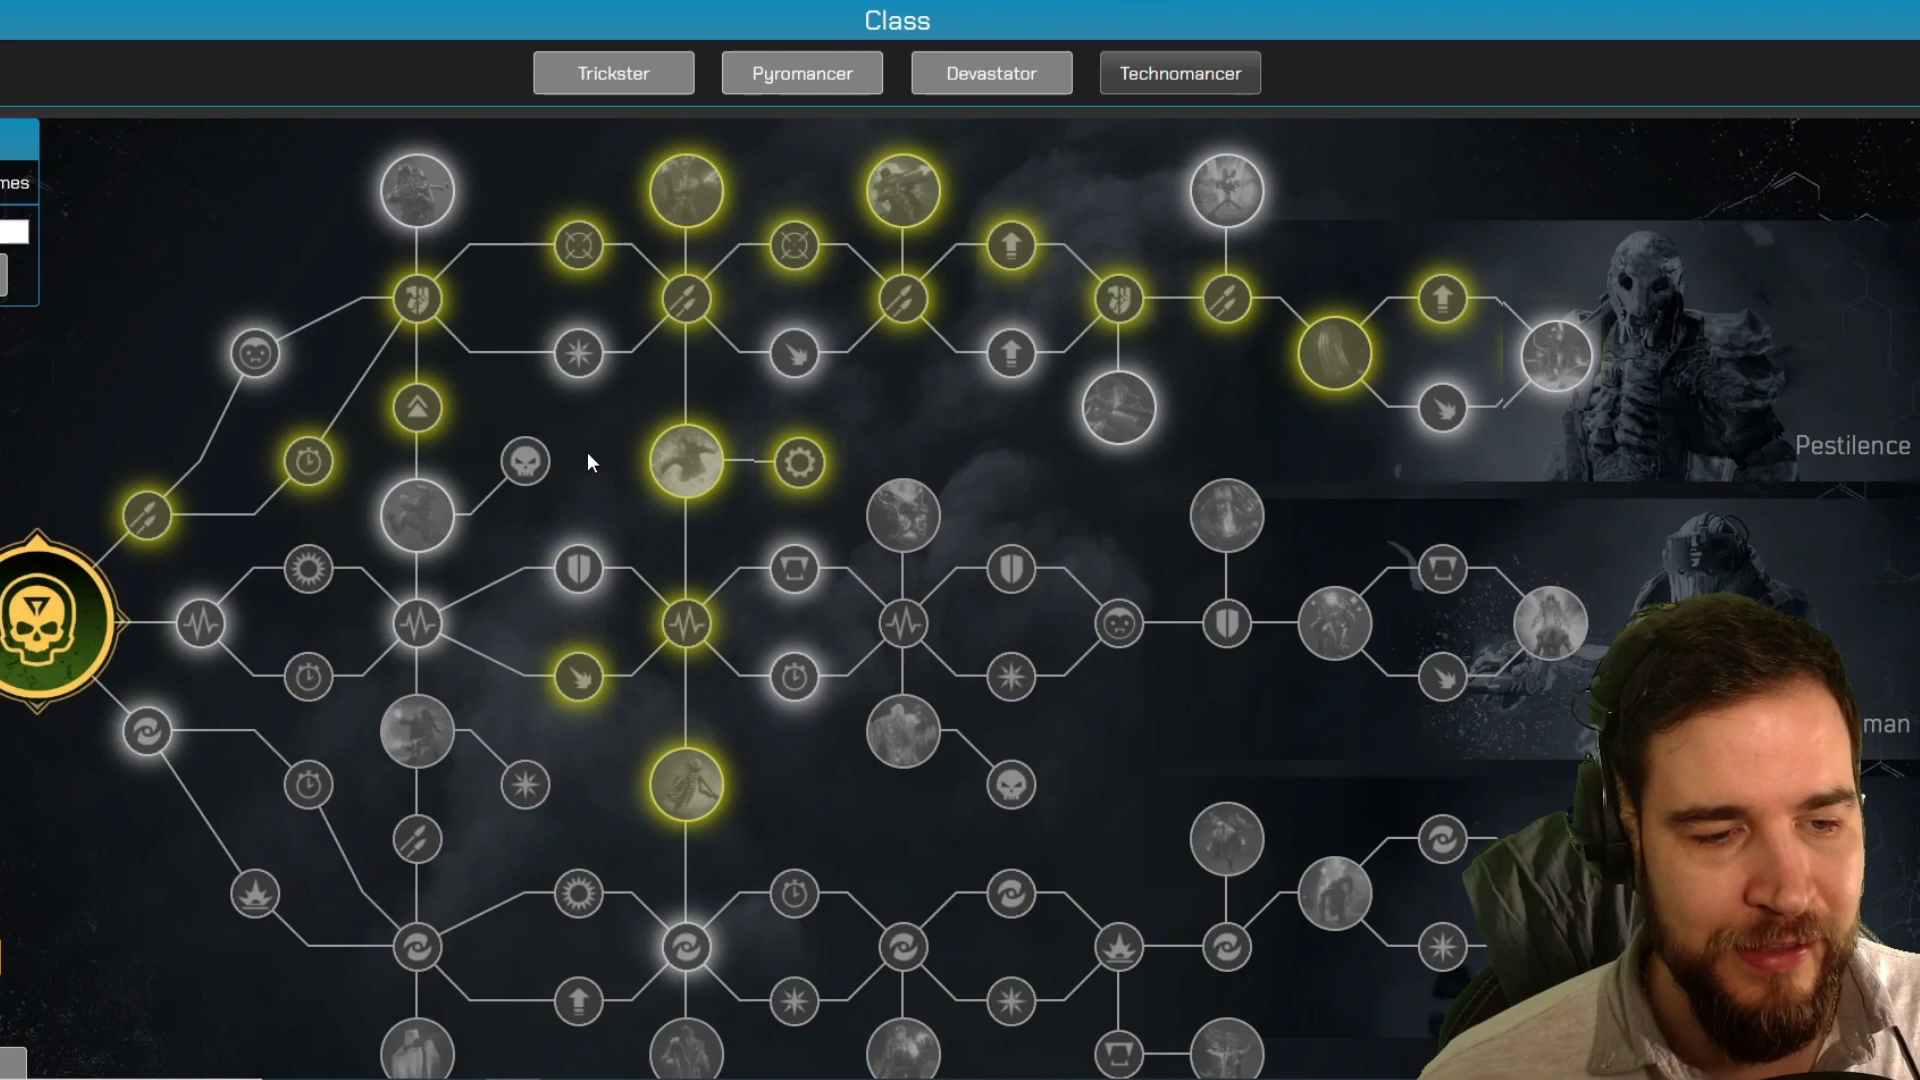 Class
Trickster
Pyromancer
Devastator
Technomancer
mes
Pestilence
man